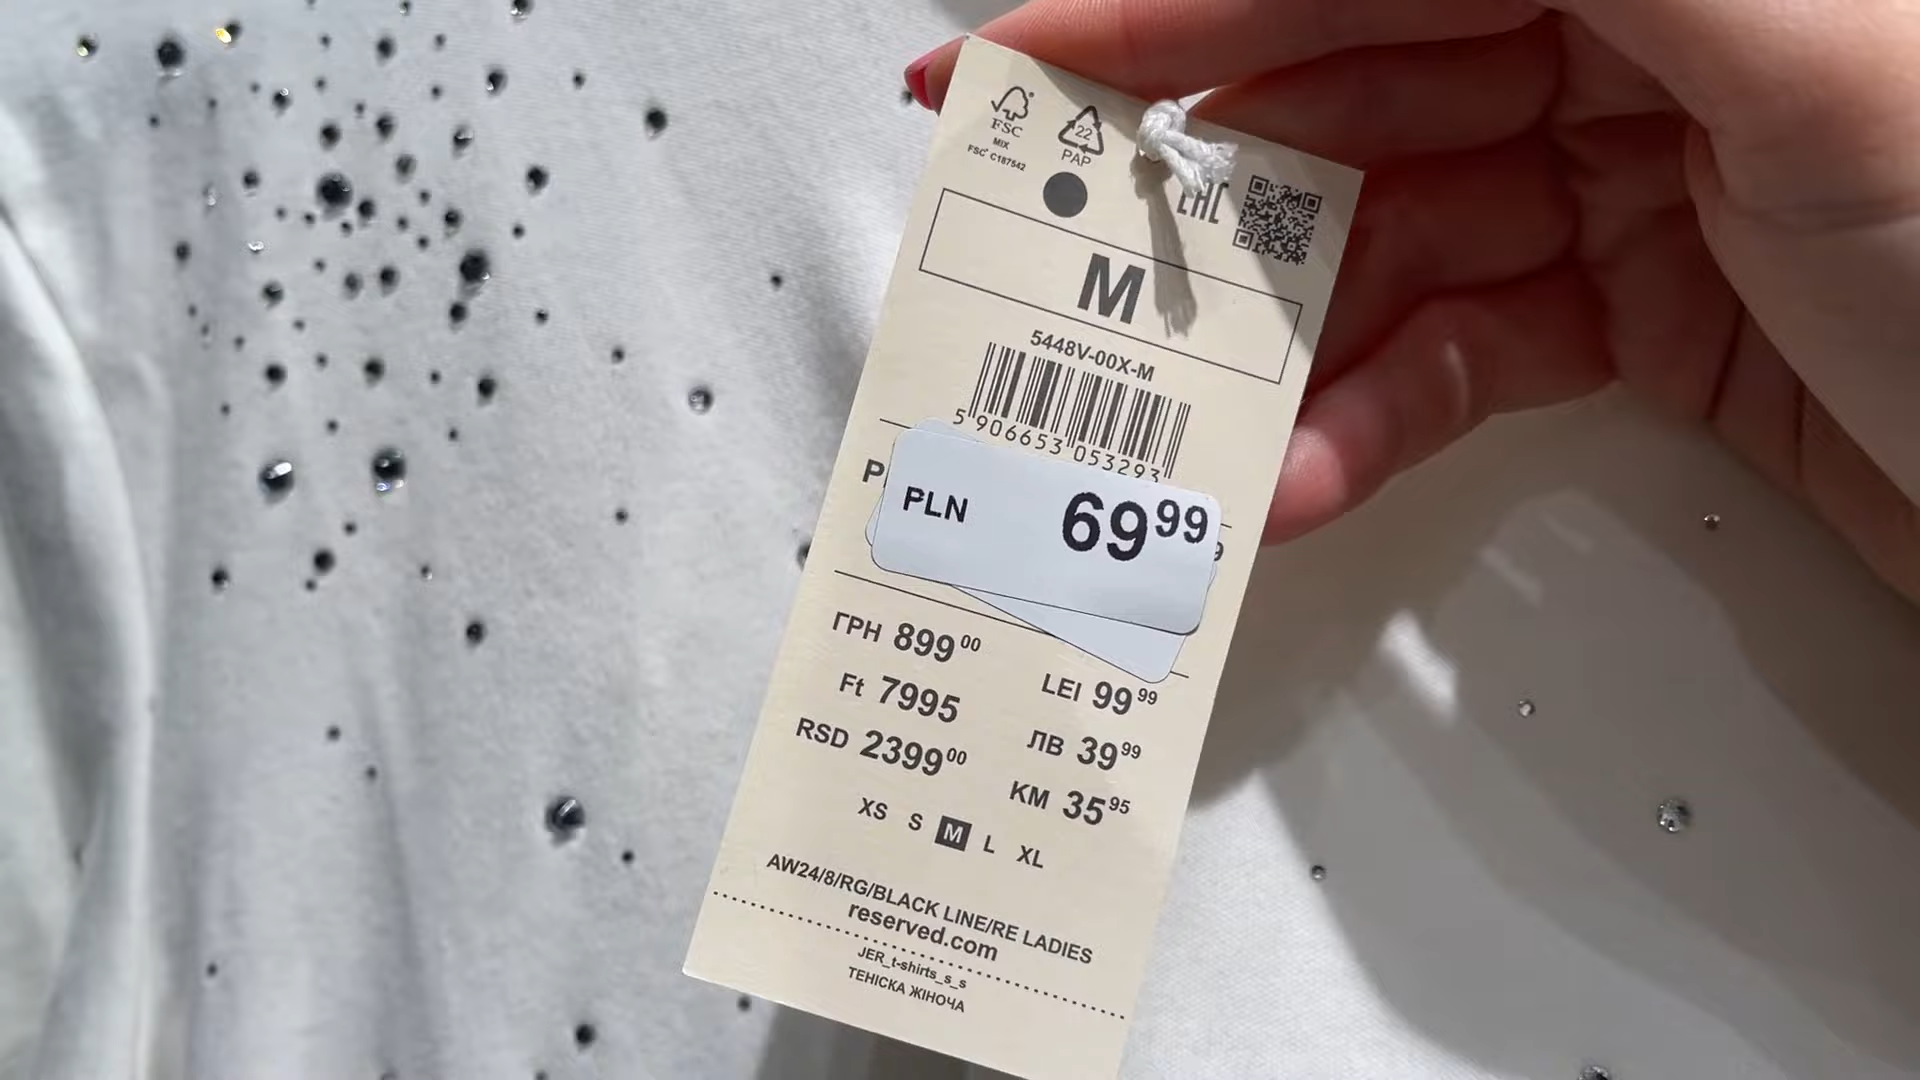 FSC
MIX
FSC® C187542
22
PAP
EAC
M
5448V-00X-M
5 906653 053293
PLN 69 99
ГРН 899 00
LEI 99 99
Ft 7995
ЛВ 39 99
RSD 2399 00
KM 35 95
XS S M L XL
AW24/8/RG/BLACK LINE/RE LADIES
reserved.com
JER_t-shirts_s_s
ТЕНІСКА ЖІНОЧА